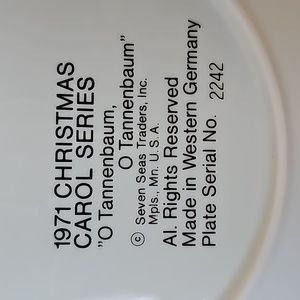 1971 CHRISTMAS
CAROL SERIES
"O Tannenbaum,
O Tannenbaum"
© Seven Seas Traders, Inc.
Mpls., Mn. U.S.A.
Al. Rights Reserved
Made in Western Germany
Plate Serial No. 2242